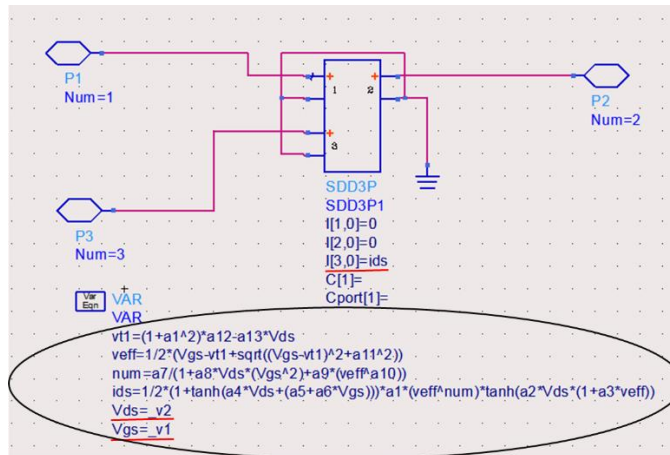 P1
Num=1
1
2
3
P2
Num=2
P3
Num=3
SDD3P
SDD3P1
I[1,0]=0
I[2,0]=0
I[3,0]=ids
C[1]=
Cport[1]=
Var
Eqn
VAR
VAR
vt1=(1+a1^2)*a12-a13*Vds
veff=1/2*(Vgs-vt1+sqrt((Vgs-vt1)^2+a11^2))
num=a7/(1+a8*Vds*(Vgs^2)+a9*(veff^a10))
ids=1/2*(1+tanh(a4*Vds+(a5+a6*Vgs)))*a1*(veff^num)*tanh(a2*Vds*(1+a3*veff))
Vds=_v2
Vgs=_v1